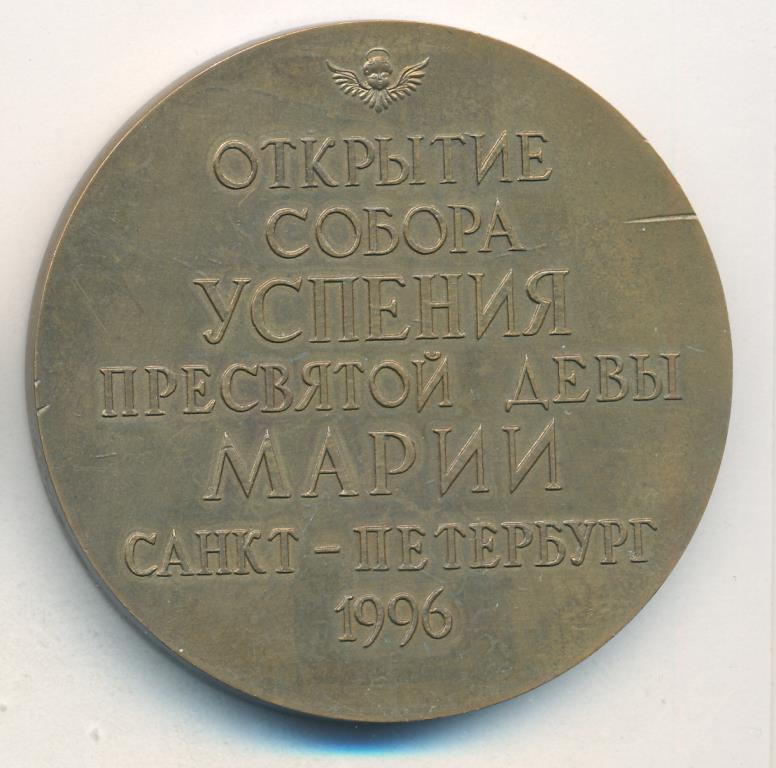 ОТКРЫТИЕ
СОБОРА
УСПЕНИЯ
ПРЕСВЯТОЙ ДЕВЫ
МАРИИ
САНКТ – ПЕТЕРБУРГ
1996